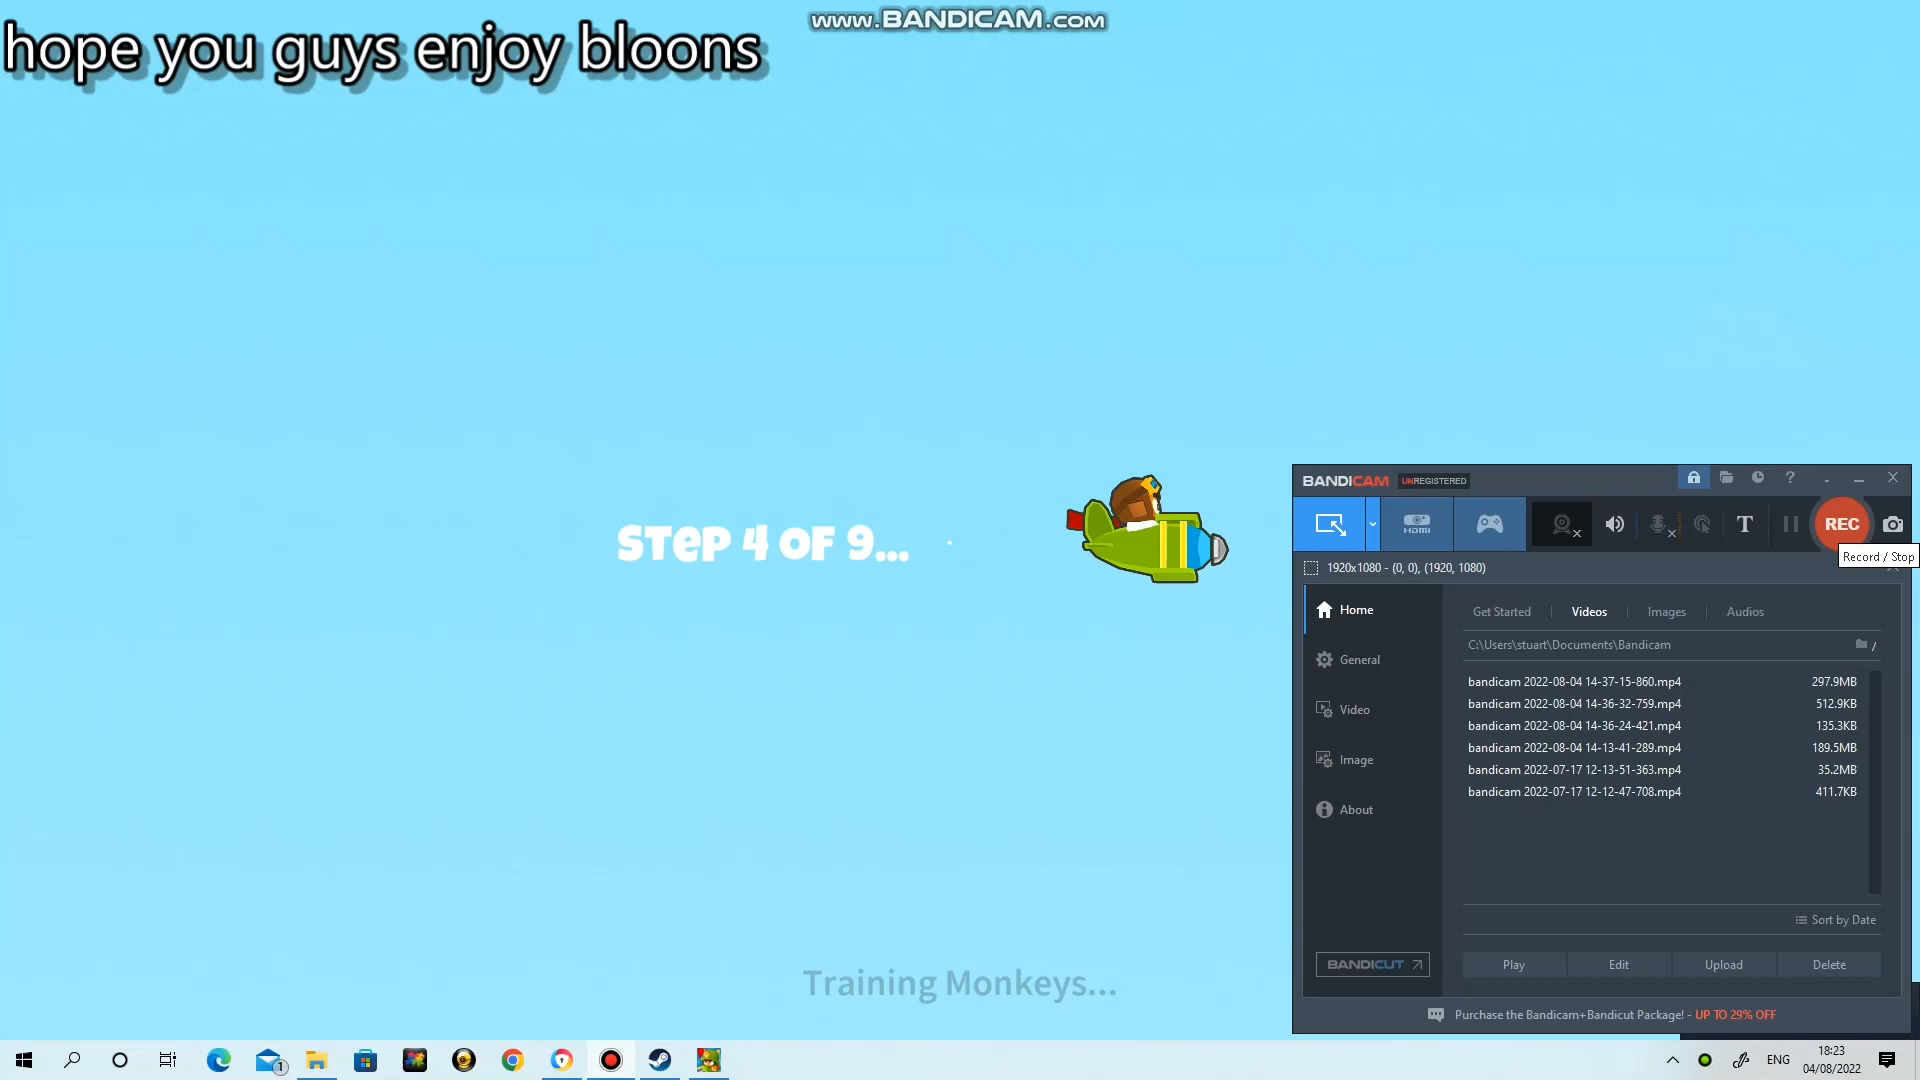 www.BANDICAM.com
hope you guys enjoy bloons
Step 4 of 9...
Training Monkeys...
BANDICAM UNREGISTERED
HDMI
T
REC
Record / Stop
1920x1080 - (0, 0), (1920, 1080)
Home
General
Video
Image
About
BANDICUT
Get Started
Videos
Images
Audios
C:\Users\stuart\Documents\Bandicam
bandicam 2022-08-04 14-37-15-860.mp4 297.9MB
bandicam 2022-08-04 14-36-32-759.mp4 512.9KB
bandicam 2022-08-04 14-36-24-421.mp4 135.3KB
bandicam 2022-08-04 14-13-41-289.mp4 189.5MB
bandicam 2022-07-17 12-13-51-363.mp4 35.2MB
bandicam 2022-07-17 12-12-47-708.mp4 411.7KB
Sort by Date
Play
Edit
Upload
Delete
Purchase the Bandicam+Bandicut Package! - UP TO 29% OFF
1
ENG
18:23
04/08/2022